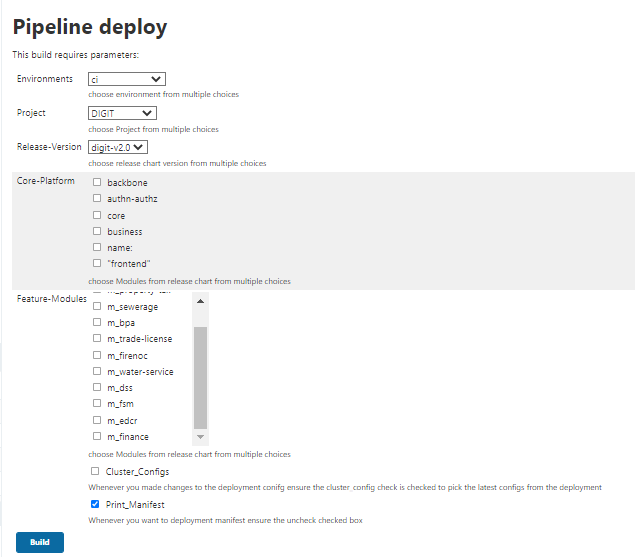 Pipeline deploy
This build requires parameters:
Environments
ci
choose environment from multiple choices
Project
DIGIT
choose Project from multiple choices
Release-Version
digit-v2.0
choose release chart version from multiple choices
Core-Platform
backbone
authn-authz
core
business
name:
"frontend"
choose Modules from release chart from multiple choices
Feature-Modules
m_sewerage
m_bpa
m_trade-license
m_firenoc
m_water-service
m_dss
m_fsm
m_edcr
m_finance
choose Modules from release chart from multiple choices
Cluster_Configs
Whenever you made changes to the deployment conifg ensure the cluster_config check is checked to pick the latest configs from the deployment
Print_Manifest
Whenever you want to deployment manifest ensure the uncheck checked box
Build